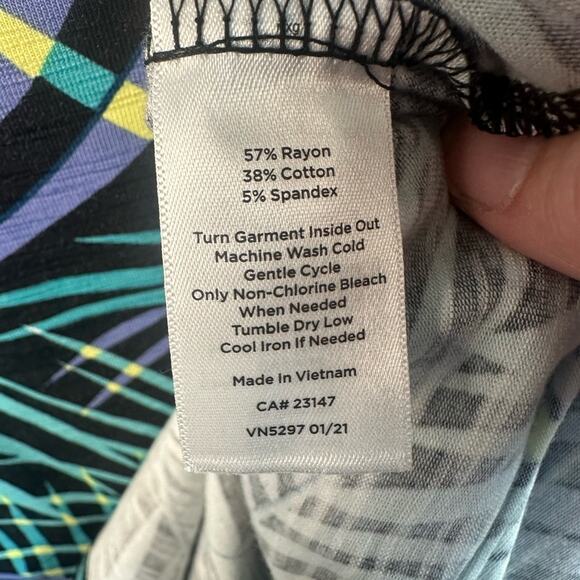 57% Rayon
38% Cotton
5% Spandex
Turn Garment Inside Out
Machine Wash Cold
Gentle Cycle
Only Non-Chlorine Bleach
When Needed
Tumble Dry Low
Cool Iron If Needed
Made In Vietnam
CA# 23147
VN5297 01/21